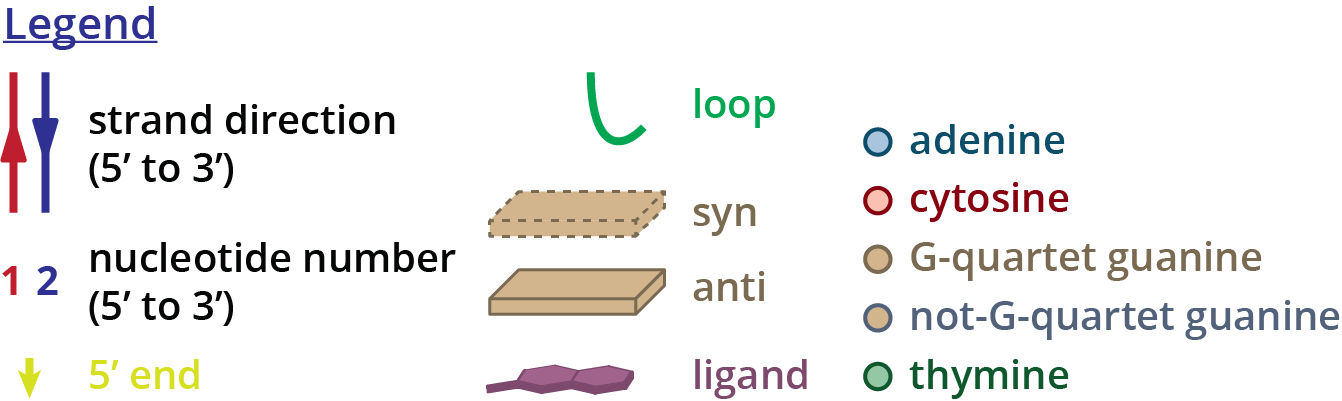 Legend
strand direction
(5’ to 3’)
1 2 nucleotide number
(5’ to 3’)
5’ end
loop
syn
anti
ligand
adenine
cytosine
G-quartet guanine
not-G-quartet guanine
thymine